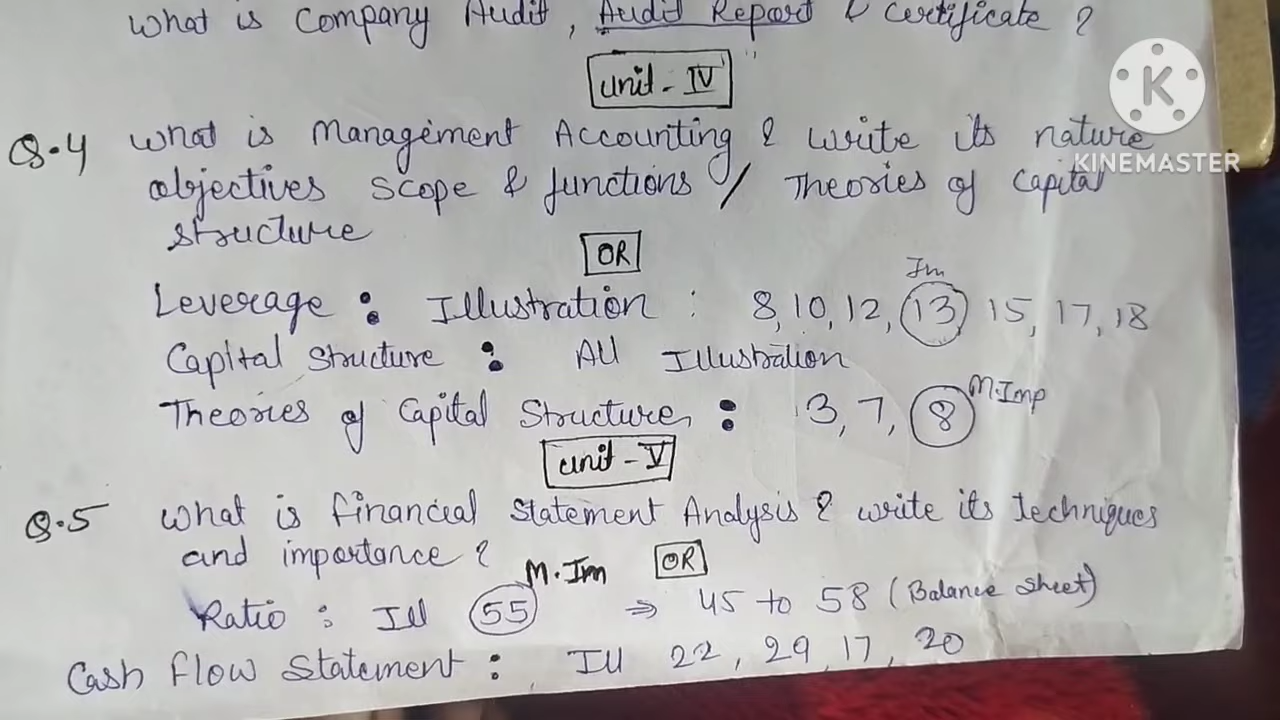 What is Company Audit, Audit Report & Certificate ?
Unit - IV
Q.4 What is Management Accounting ? write its nature
objectives scope & functions / Theories of Capital
structure
OR
Im
Leverage : Illustration : 8, 10, 12, 13 15, 17, 18
Capital Structure : All Illustration
Theories of Capital Structure : 3, 7, 8 M.Imp
Unit - V
Q.5 What is financial Statement Analysis ? write its techniques
and importance ?
M.Im OR
Ratio : Ill 55 ⇒ 45 to 58 (Balance Sheet)
Cash flow Statement : Ill 22, 29, 17, 20
K
KINEMASTER